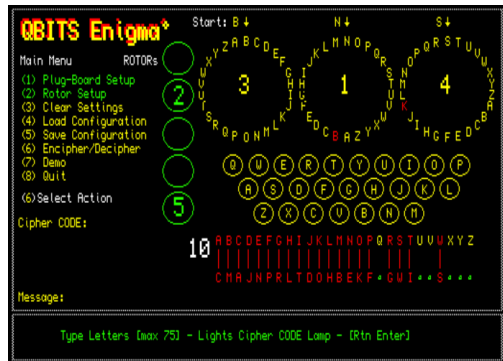 QBITS Enigma
Start: B↓ N↓ S↓
Main Menu ROTORs
(1) Plug-Board Setup
(2) Rotor Setup
(3) Clear Settings
(4) Load Configuration
(5) Save Configuration
(6) Encipher/Decipher
(7) Demo
(8) Quit
(6)Select Action
Cipher CODE:
2
5
3 1 4
Q W E R T Y U I O P
A S D F G H J K L
Z X C V B N M
10
A B C D E F G H I J K L M N O P Q R S T U V W X Y Z
C M A J N P R L T D O H B E K F G W I S
Message:
Type Letters [max 75] - Lights Cipher CODE Lamp - [Rtn Enter]